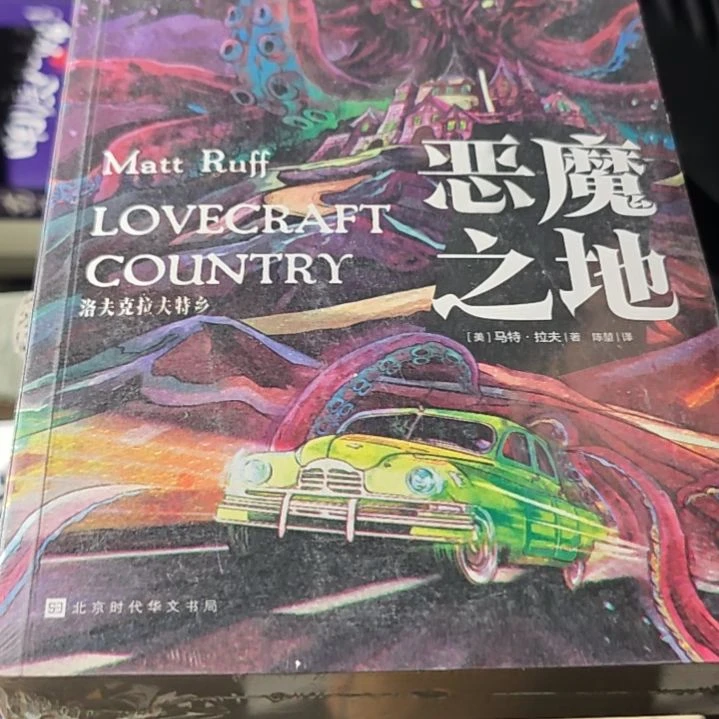 Matt Ruff
LOVECRAFT
COUNTRY
洛夫克拉夫特乡
恶魔
之地
[美]马特·拉夫|著 陈堃|译
北京时代华文书局